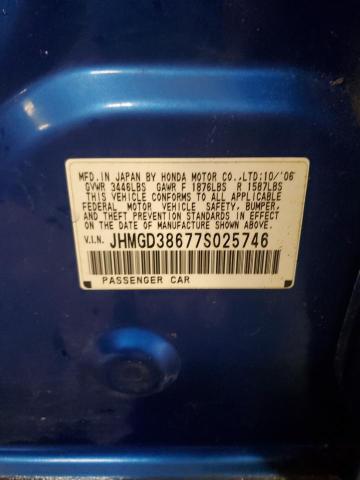 MFD.IN JAPAN BY HONDA MOTOR CO.,LTD:10/'06
GVWR 3446LBS GAWR F 1876LBS R 1587LBS
THIS VEHICLE CONFORMS TO ALL APPLICABLE
FEDERAL MOTOR VEHICLE SAFETY, BUMPER,
AND THEFT PREVENTION STANDARDS IN EFFECT
ON THE DATE OF MANUFACTURE SHOWN ABOVE.
V.I.N. JHMGD38677S025746
PASSENGER CAR